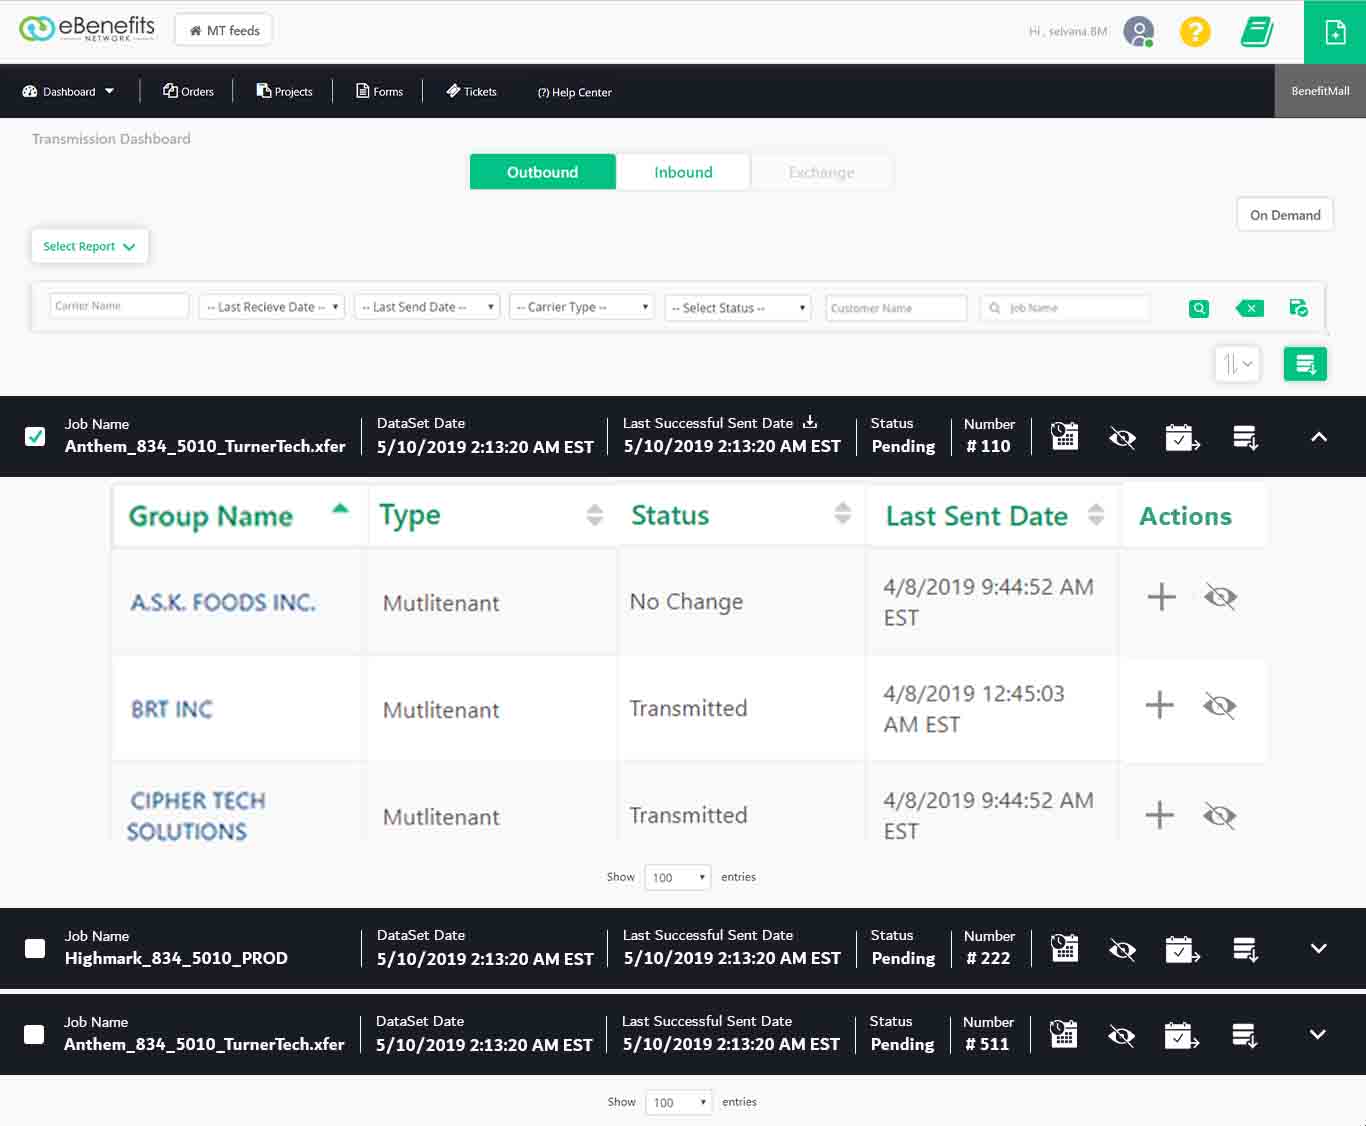 eBenefits
NETWORK
MT feeds
Hi , selvana.BM
?
Dashboard
Orders
Projects
Forms
Tickets
(?) Help Center
BenefitMall
Transmission Dashboard
Outbound
Inbound
Exchange
On Demand
Select Report
Carrier Name
-- Last Recieve Date --
-- Last Send Date --
-- Carrier Type --
-- Select Status --
Customer Name
Job Name
Job Name
Anthem_834_5010_TurnerTech.xfer
DataSet Date
5/10/2019 2:13:20 AM EST
Last Successful Sent Date
5/10/2019 2:13:20 AM EST
Status
Pending
Number
# 110
Group Name
Type
Status
Last Sent Date
Actions
A.S.K. FOODS INC.
Mutlitenant
No Change
4/8/2019 9:44:52 AM
EST
BRT INC
Mutlitenant
Transmitted
4/8/2019 12:45:03
AM EST
CIPHER TECH
SOLUTIONS
Mutlitenant
Transmitted
4/8/2019 9:44:52 AM
EST
Show 100 entries
Job Name
Highmark_834_5010_PROD
DataSet Date
5/10/2019 2:13:20 AM EST
Last Successful Sent Date
5/10/2019 2:13:20 AM EST
Status
Pending
Number
# 222
Job Name
Anthem_834_5010_TurnerTech.xfer
DataSet Date
5/10/2019 2:13:20 AM EST
Last Successful Sent Date
5/10/2019 2:13:20 AM EST
Status
Pending
Number
# 511
Show 100 entries